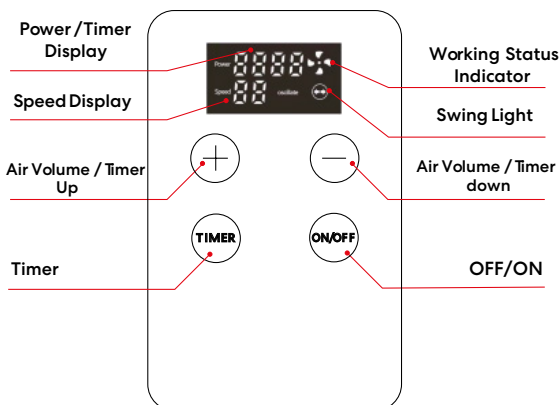 Power /Timer
Display
Speed Display
Air Volume / Timer
Up
Timer
Power 8888
Speed 88 oscillate
TIMER
ON/OFF
Working Status
Indicator
Swing Light
Air Volume / Timer
down
OFF/ON